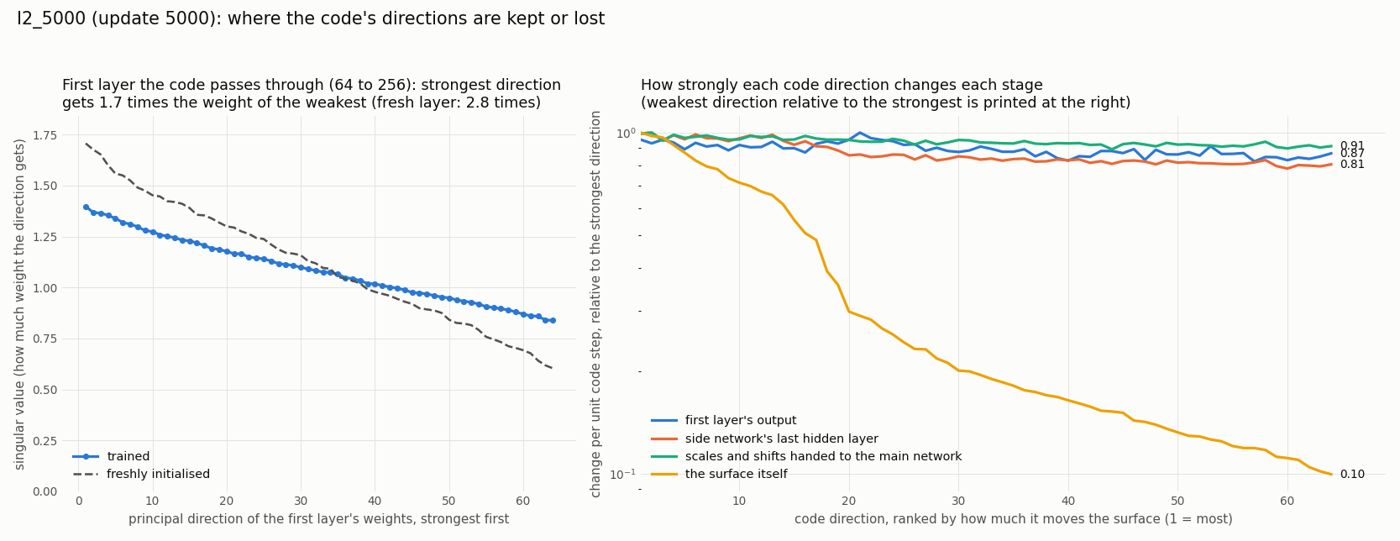 l2_5000 (update 5000): where the code's directions are kept or lost
First layer the code passes through (64 to 256): strongest direction
gets 1.7 times the weight of the weakest (fresh layer: 2.8 times)
singular value (how much weight the direction gets)
1.75
1.50
1.25
1.00
0.75
0.50
0.25
0.00
trained
freshly initialised
0
10
20
30
40
50
60
principal direction of the first layer's weights, strongest first
How strongly each code direction changes each stage
(weakest direction relative to the strongest is printed at the right)
change per unit code step, relative to the strongest direction
10⁰
10⁻¹
0.91
0.87
0.81
0.10
first layer's output
side network's last hidden layer
scales and shifts handed to the main network
the surface itself
10
20
30
40
50
60
code direction, ranked by how much it moves the surface (1 = most)